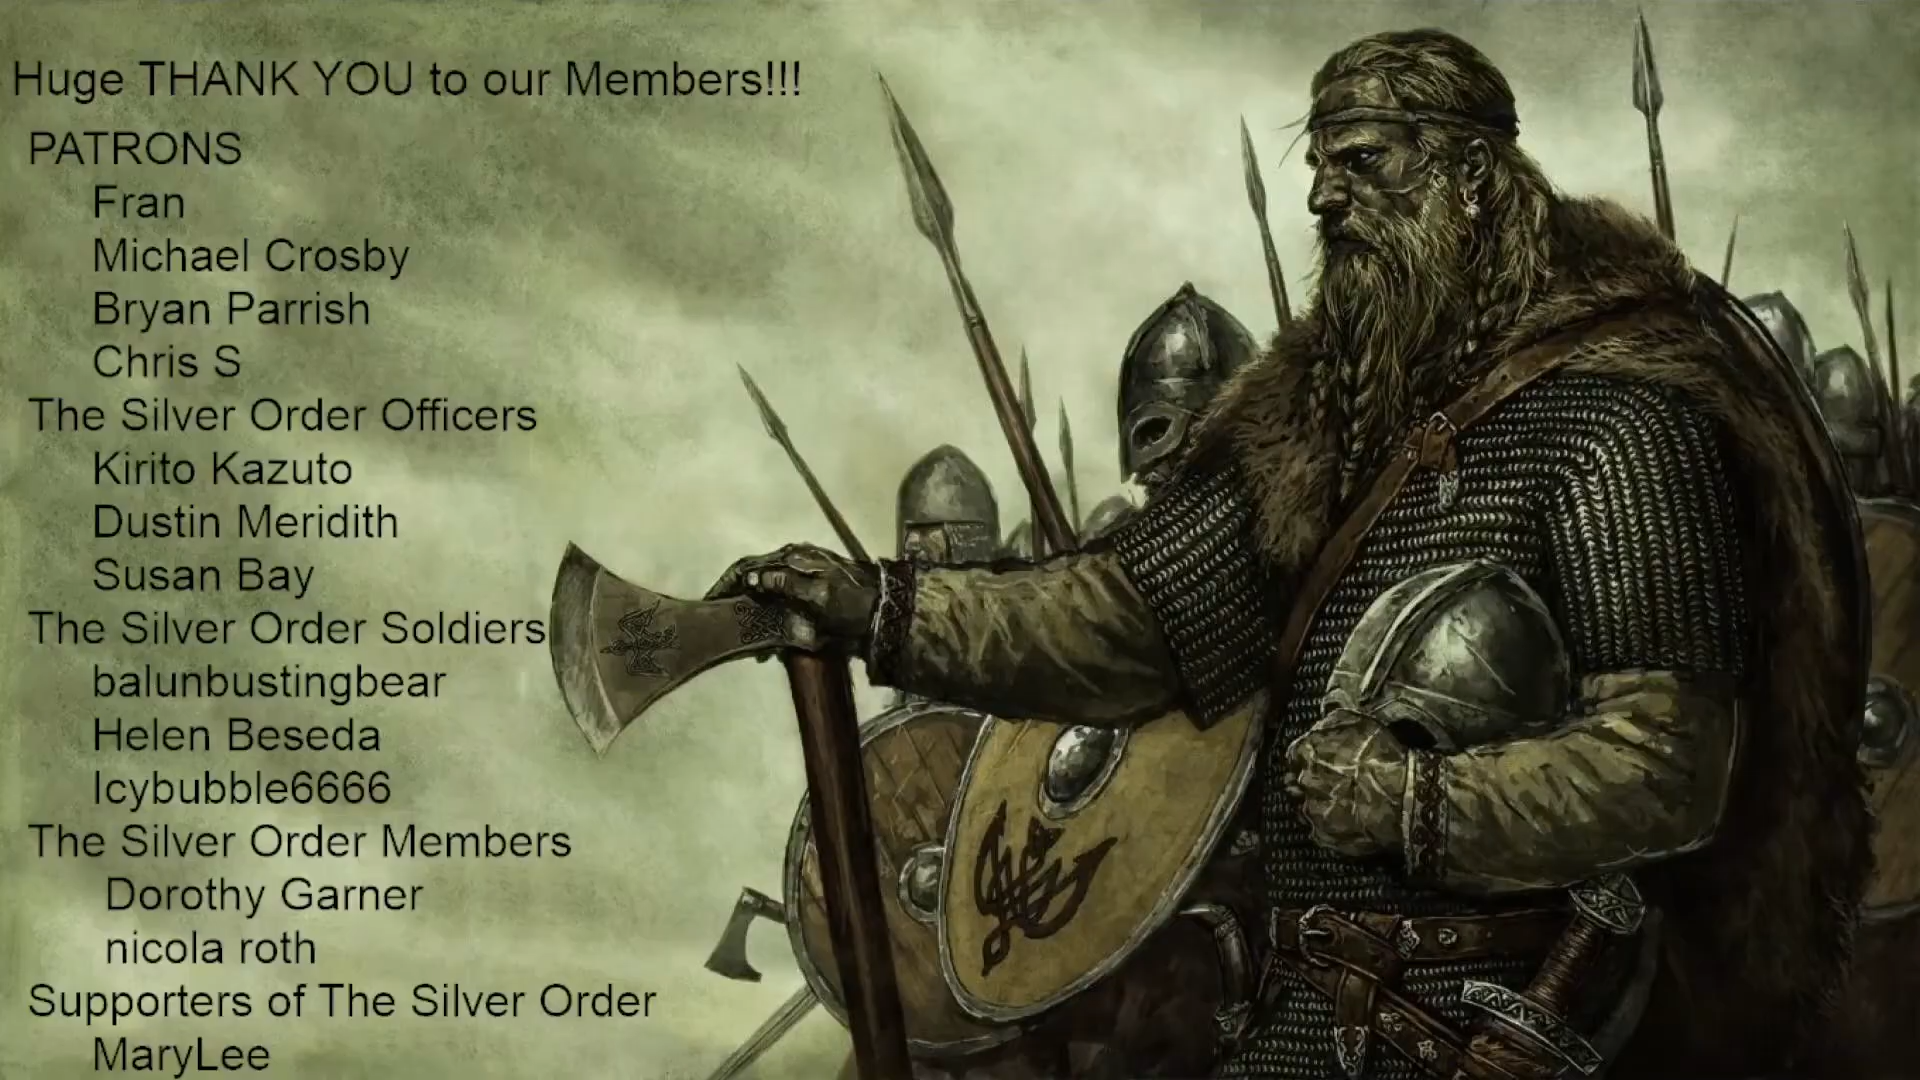 Huge THANK YOU to our Members!!!
PATRONS
Fran
Michael Crosby
Bryan Parrish
Chris S
The Silver Order Officers
Kirito Kazuto
Dustin Meridith
Susan Bay
The Silver Order Soldiers
balunbustingbear
Helen Beseda
Icybubble6666
The Silver Order Members
Dorothy Garner
nicola roth
Supporters of The Silver Order
MaryLee